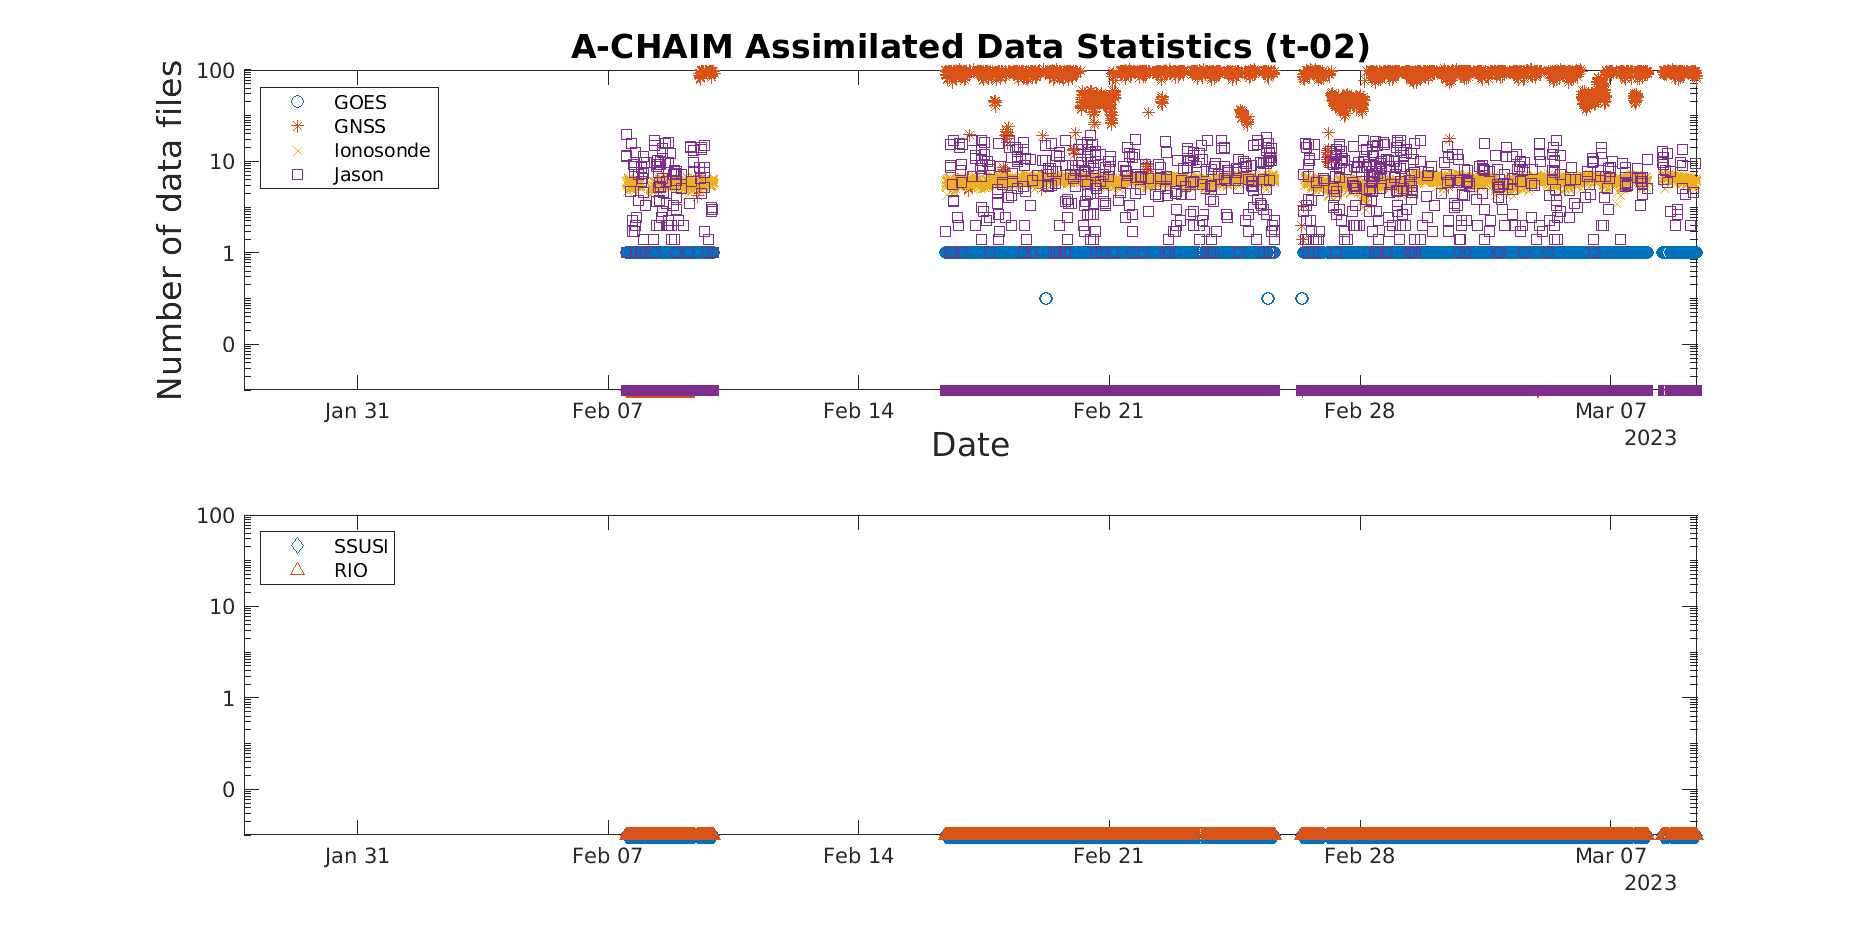 A-CHAIM Assimilated Data Statistics (t-02)
Number of data files
100
10
1
0
GOES
GNSS
Ionosonde
Jason
Jan 31 Feb 07 Feb 14 Feb 21 Feb 28 Mar 07
2023
Date
100
10
1
0
SSUSI
RIO
Jan 31 Feb 07 Feb 14 Feb 21 Feb 28 Mar 07
2023